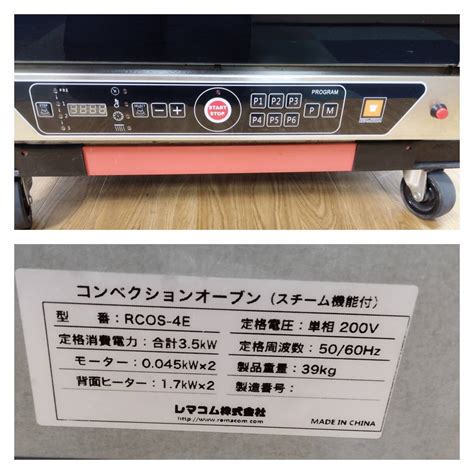 PRE
START
STOP
PROGRAM
P1 P2 P3
P4 P5 P6
P M
コンベクションオーブン（スチーム機能付）
型　番：RCOS-4E
定格電圧：単相 200V
定格消費電力：合計3.5kW
定格周波数：50/60Hz
モーター：0.045kW×2
製品重量：39kg
背面ヒーター：1.7kW×2
製造番号：
レマコム株式会社
http://www.remacom.com
MADE IN CHINA